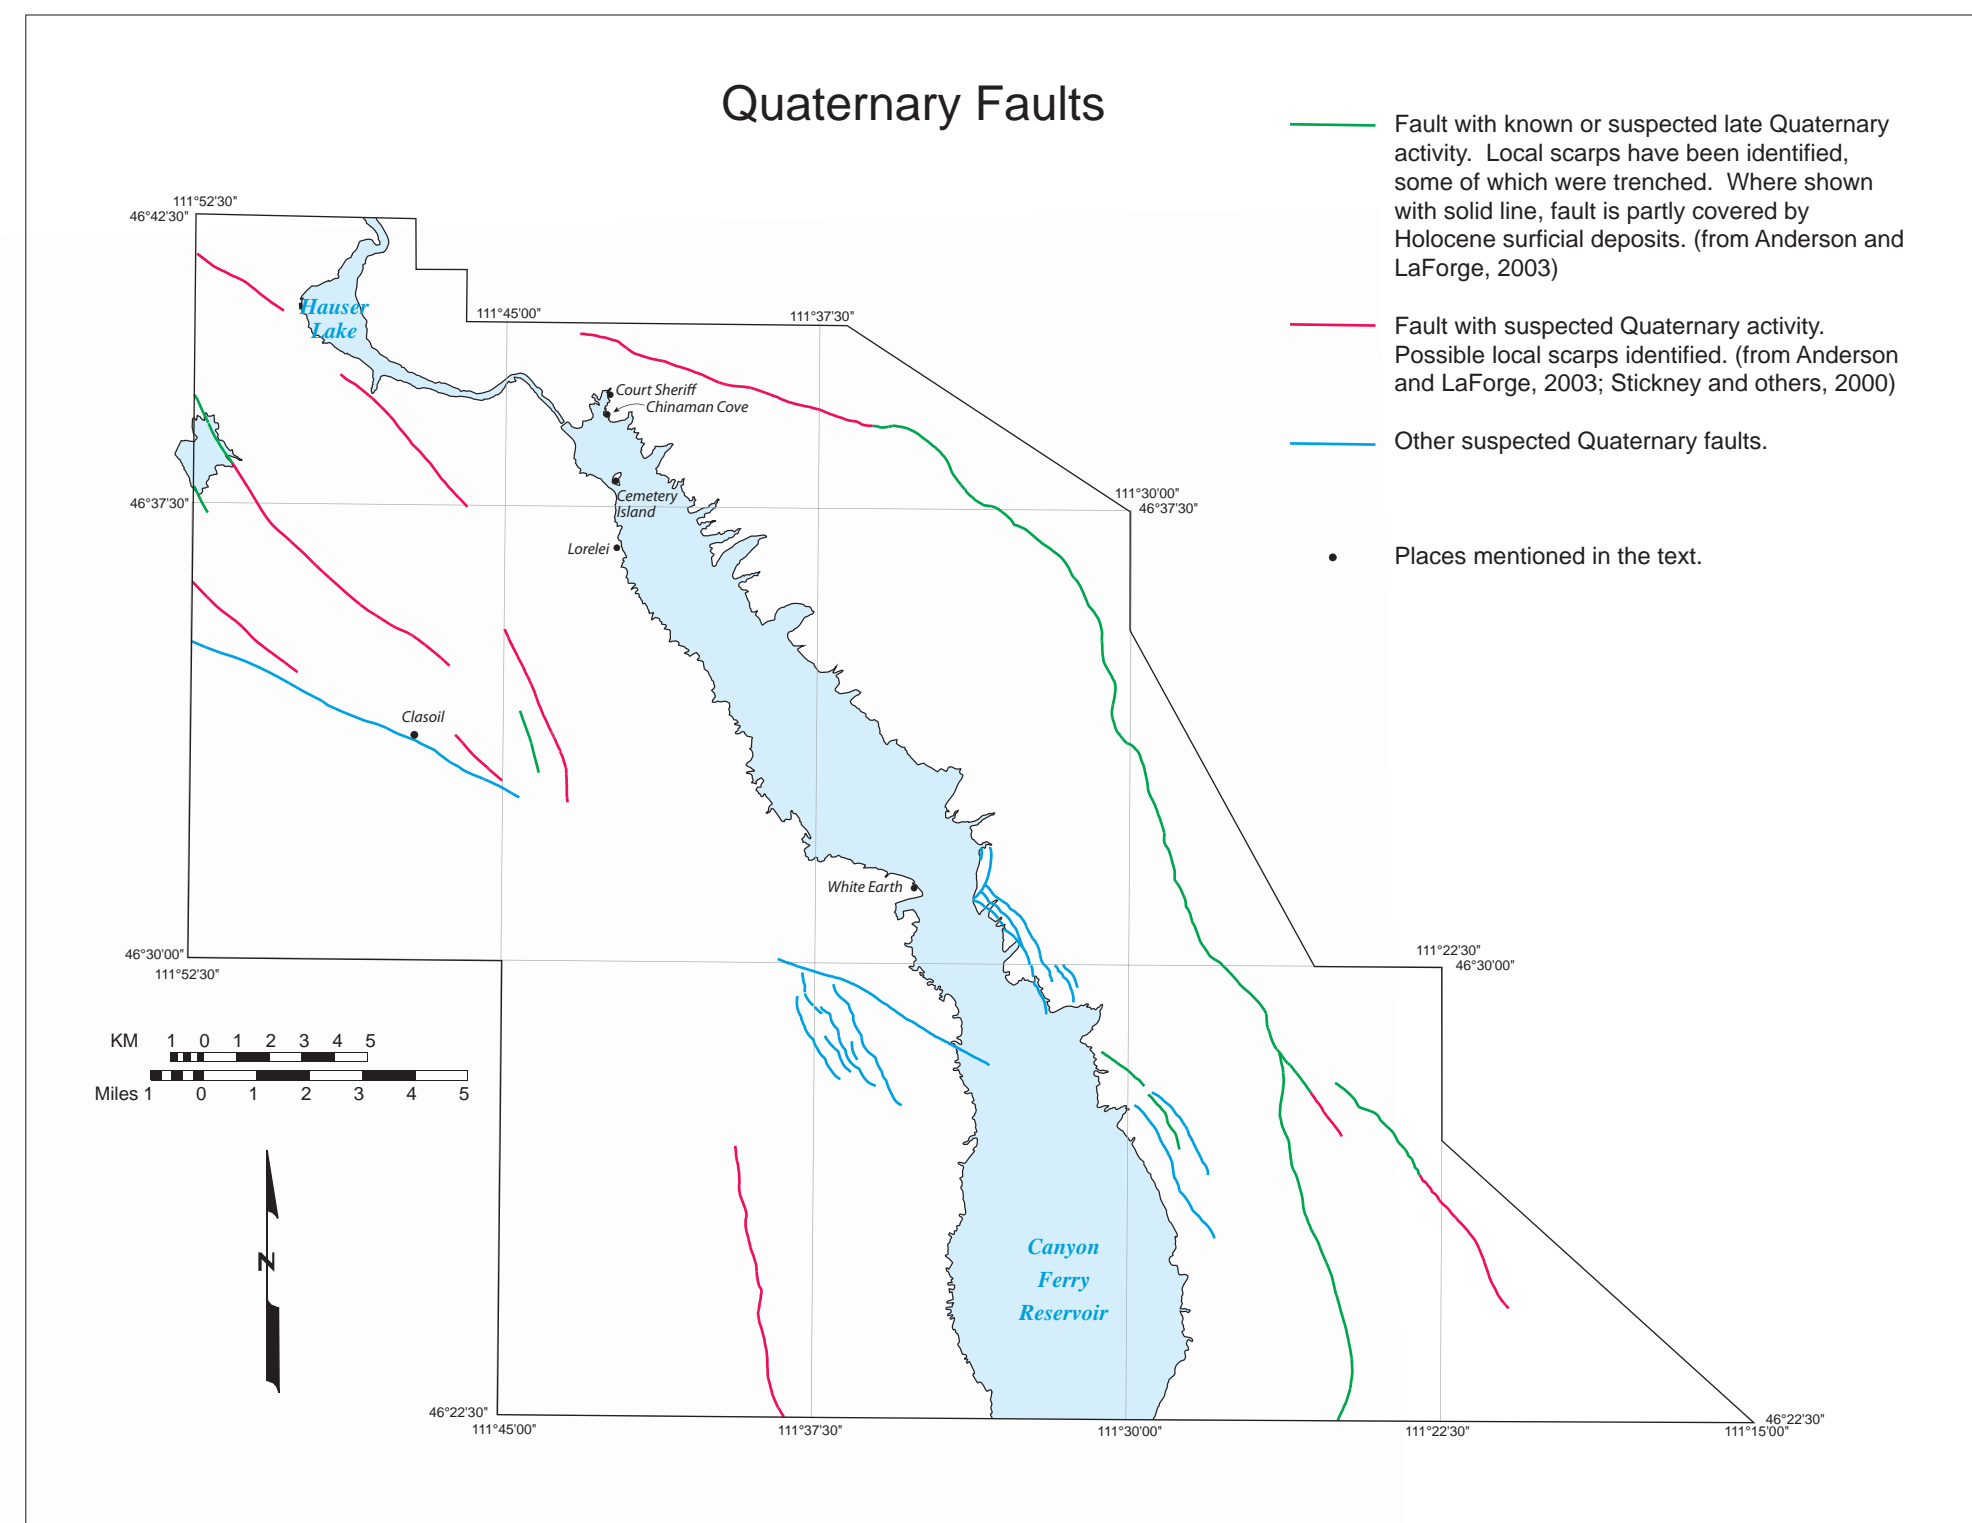 Quaternary Faults
Fault with known or suspected late Quaternary
activity.  Local scarps have been identified,
some of which were trenched.  Where shown
with solid line, fault is partly covered by
Holocene surficial deposits. (from Anderson and
LaForge, 2003)
Fault with suspected Quaternary activity.
Possible local scarps identified. (from Anderson
and LaForge, 2003; Stickney and others, 2000)
Other suspected Quaternary faults.
Places mentioned in the text.
111°52'30"
46°42'30"
Hauser
Lake
111°45'00"
111°37'30"
Court Sheriff
Chinaman Cove
46°37'30"
Cemetery
Island
111°30'00"
46°37'30"
Lorelei
Clasoil
White Earth
46°30'00"
111°52'30"
111°22'30"
46°30'00"
KM 1 0 1 2 3 4 5
Miles 1 0 1 2 3 4 5
N
Canyon
Ferry
Reservoir
46°22'30"
111°45'00"
111°37'30"
111°30'00"
111°22'30"
46°22'30"
111°15'00"